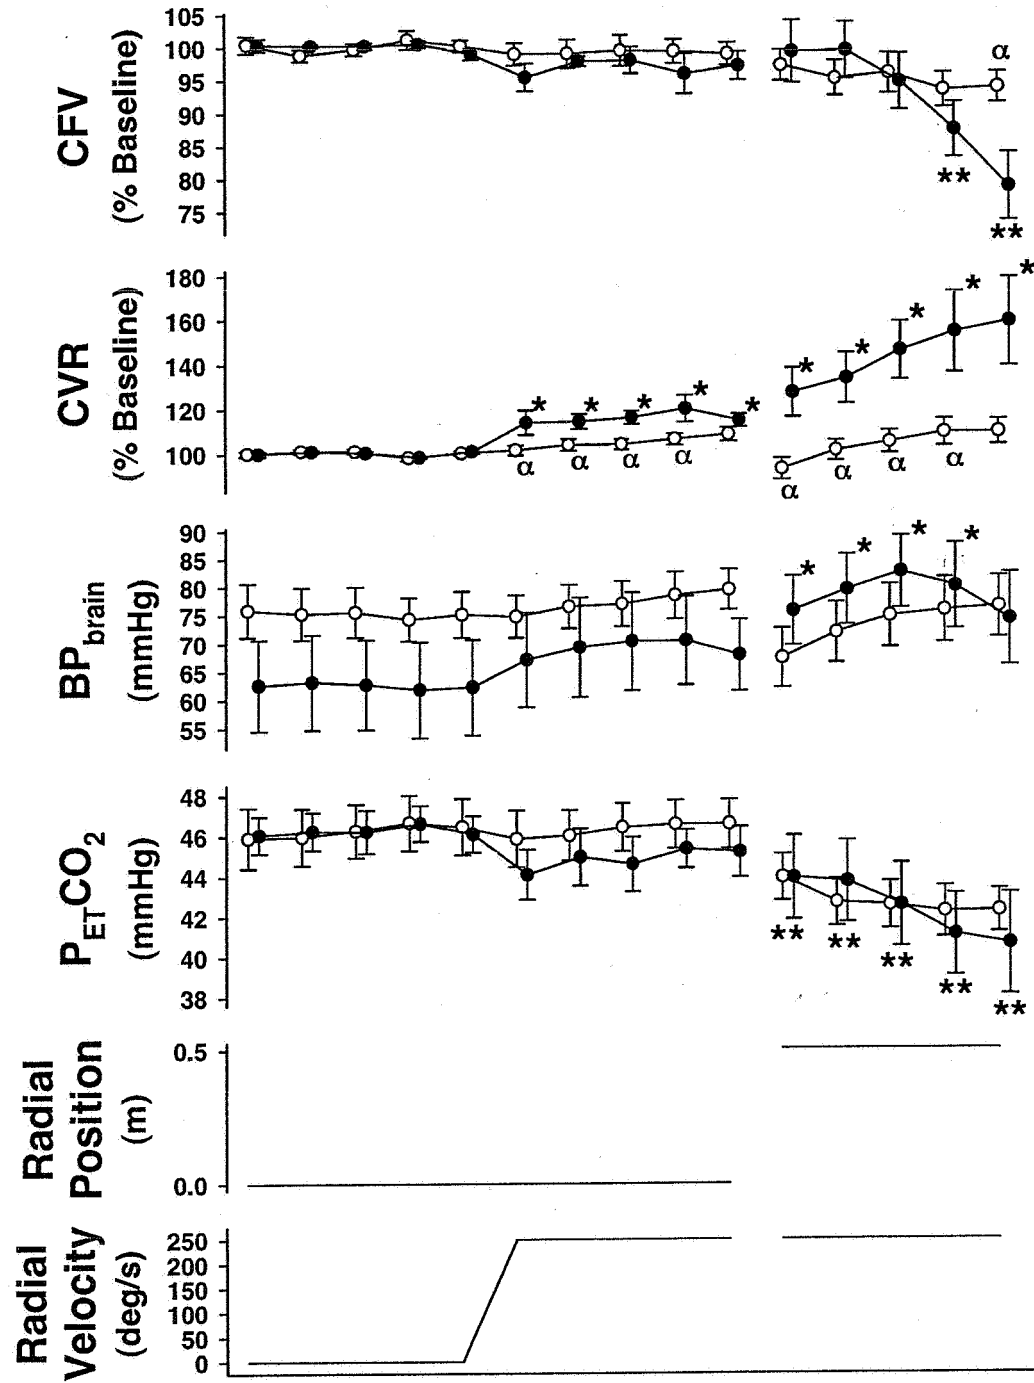 CFV
(% Baseline)
105
100
95
90
85
80
75
α
**
**
CVR
(% Baseline)
180
160
140
120
100
* * * * *
α α α α
* * * * *
α α α α
BPbrain
(mmHg)
90
85
80
75
70
65
60
55
* * * *
PETCO2
(mmHg)
48
46
44
42
40
38
** ** ** ** **
Radial
Position
(m)
0.5
0.0
Radial
Velocity
(deg/s)
250
200
150
100
50
0